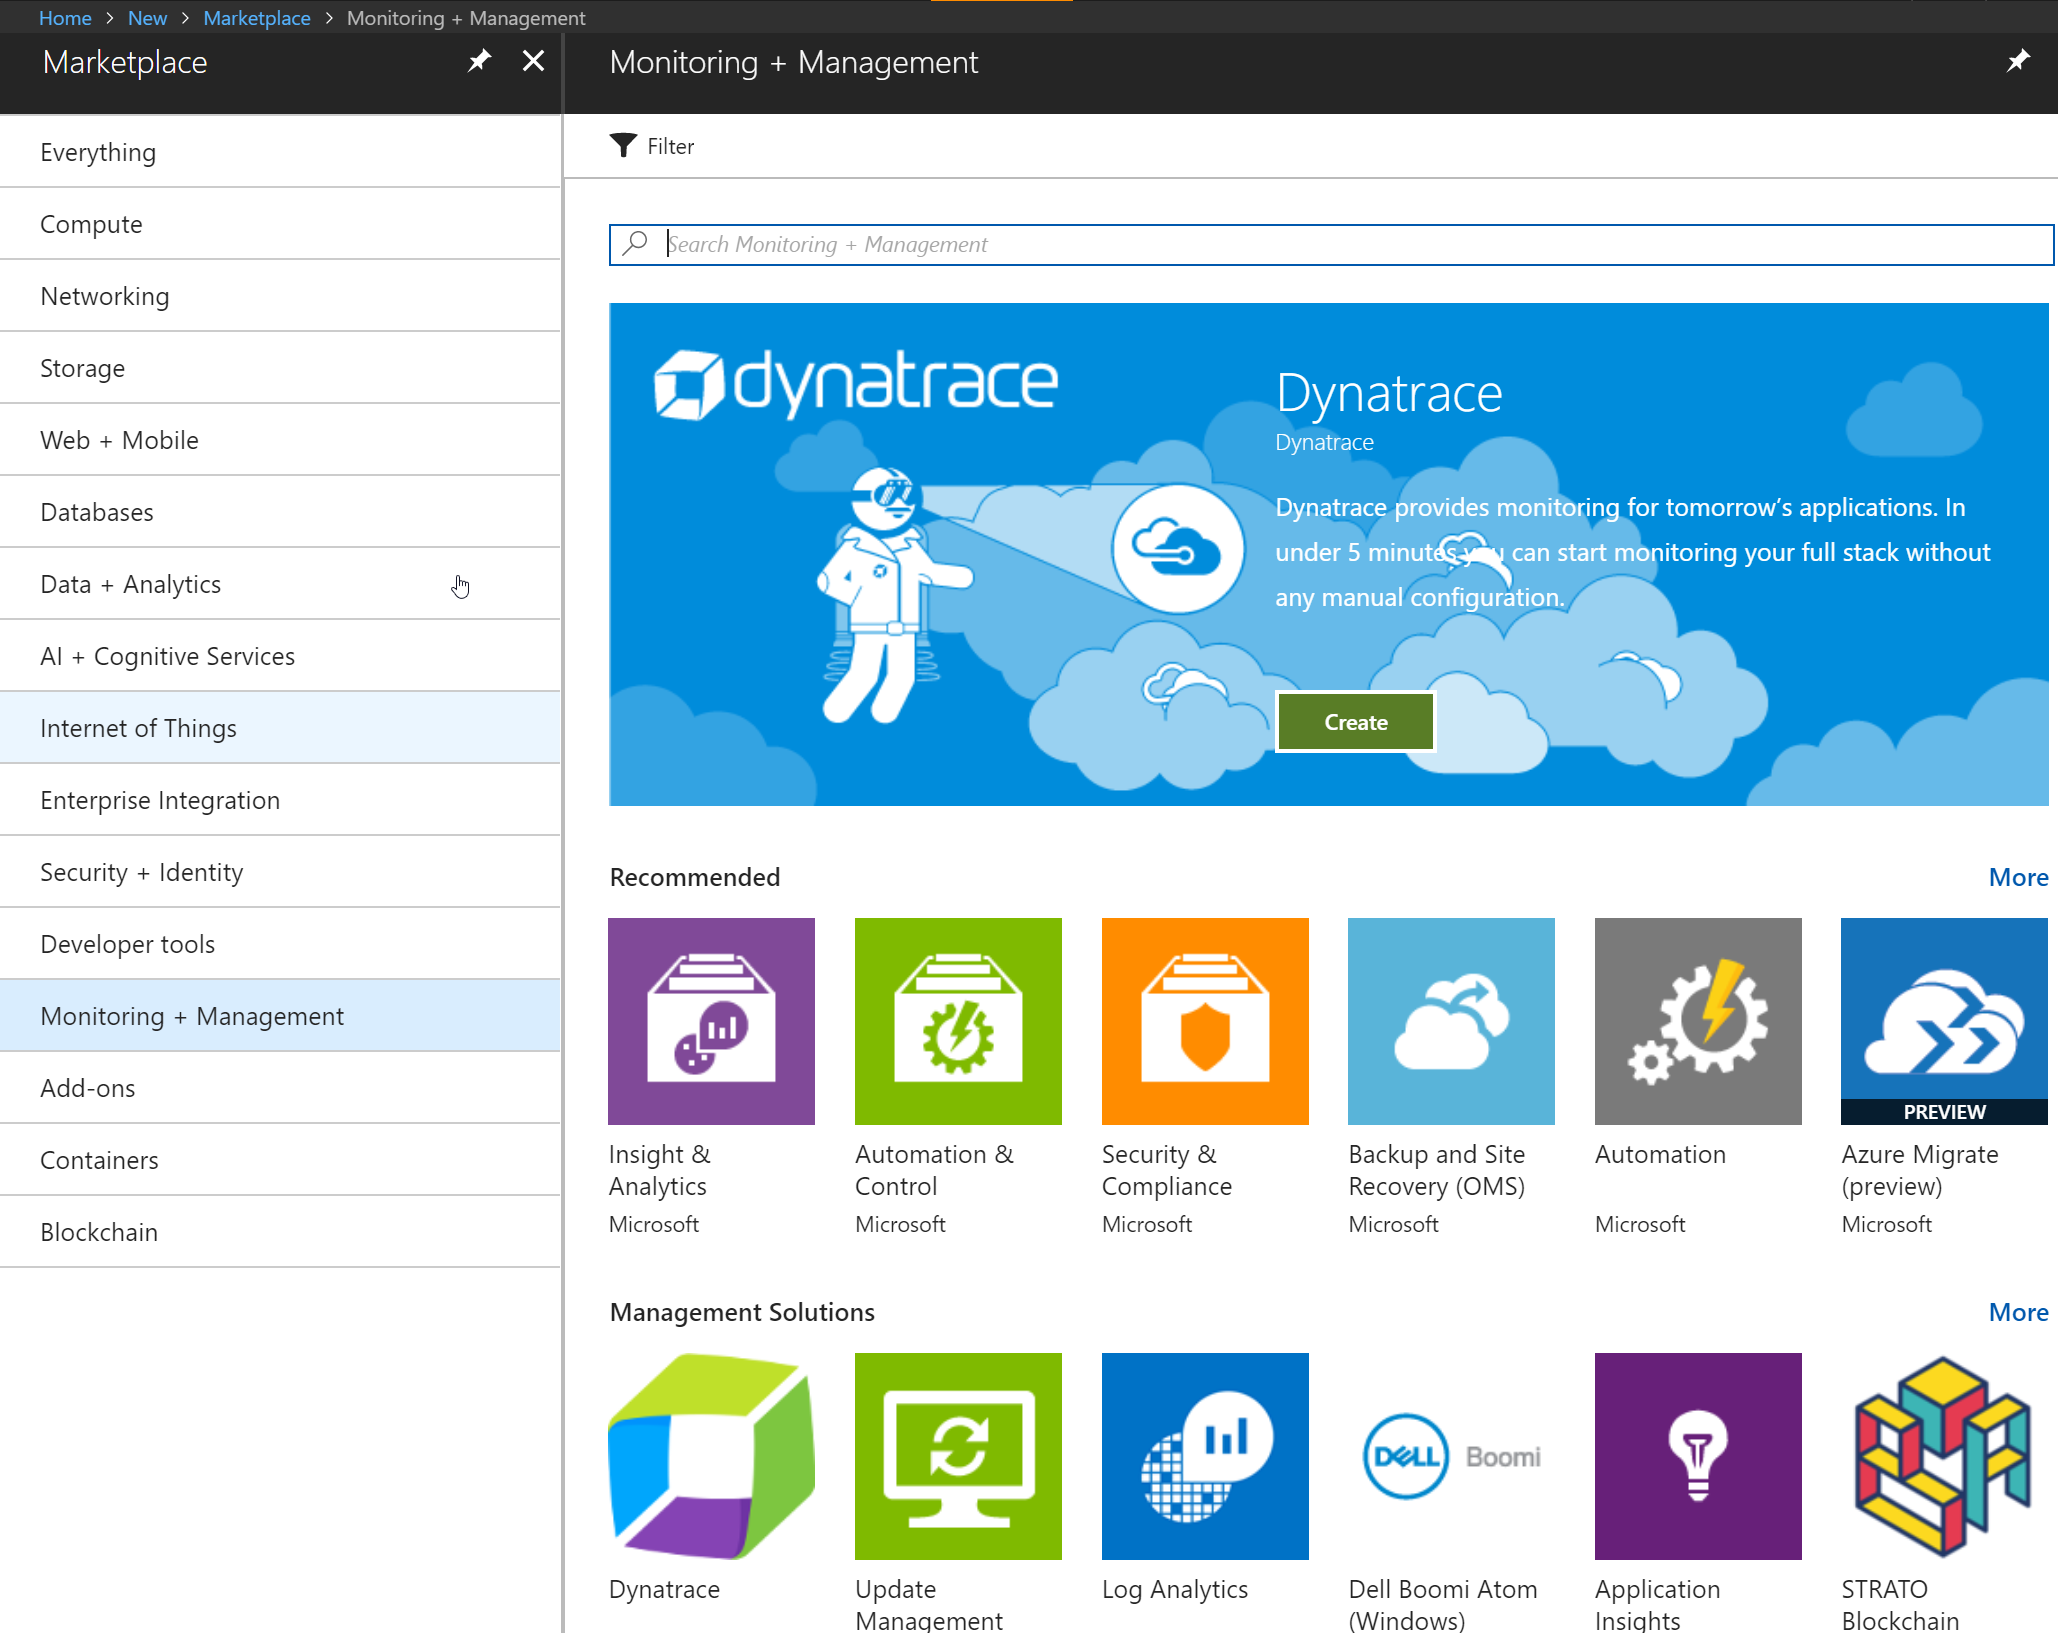 Home > New > Marketplace > Monitoring + Management
Marketplace
Everything
Compute
Networking
Storage
Web + Mobile
Databases
Data + Analytics
AI + Cognitive Services
Internet of Things
Enterprise Integration
Security + Identity
Developer tools
Monitoring + Management
Add-ons
Containers
Blockchain
Monitoring + Management
Filter
Search Monitoring + Management
dynatrace
Dynatrace
Dynatrace
Dynatrace provides monitoring for tomorrow's applications. In
under 5 minutes you can start monitoring your full stack without
any manual configuration.
Create
Recommended
More
PREVIEW
Insight &
Analytics
Microsoft
Automation &
Control
Microsoft
Security &
Compliance
Microsoft
Backup and Site
Recovery (OMS)
Microsoft
Automation
Microsoft
Azure Migrate
(preview)
Microsoft
Management Solutions
More
DELL Boomi
Dynatrace
Update
Management
Log Analytics
Dell Boomi Atom
(Windows)
Application
Insights
STRATO
Blockchain